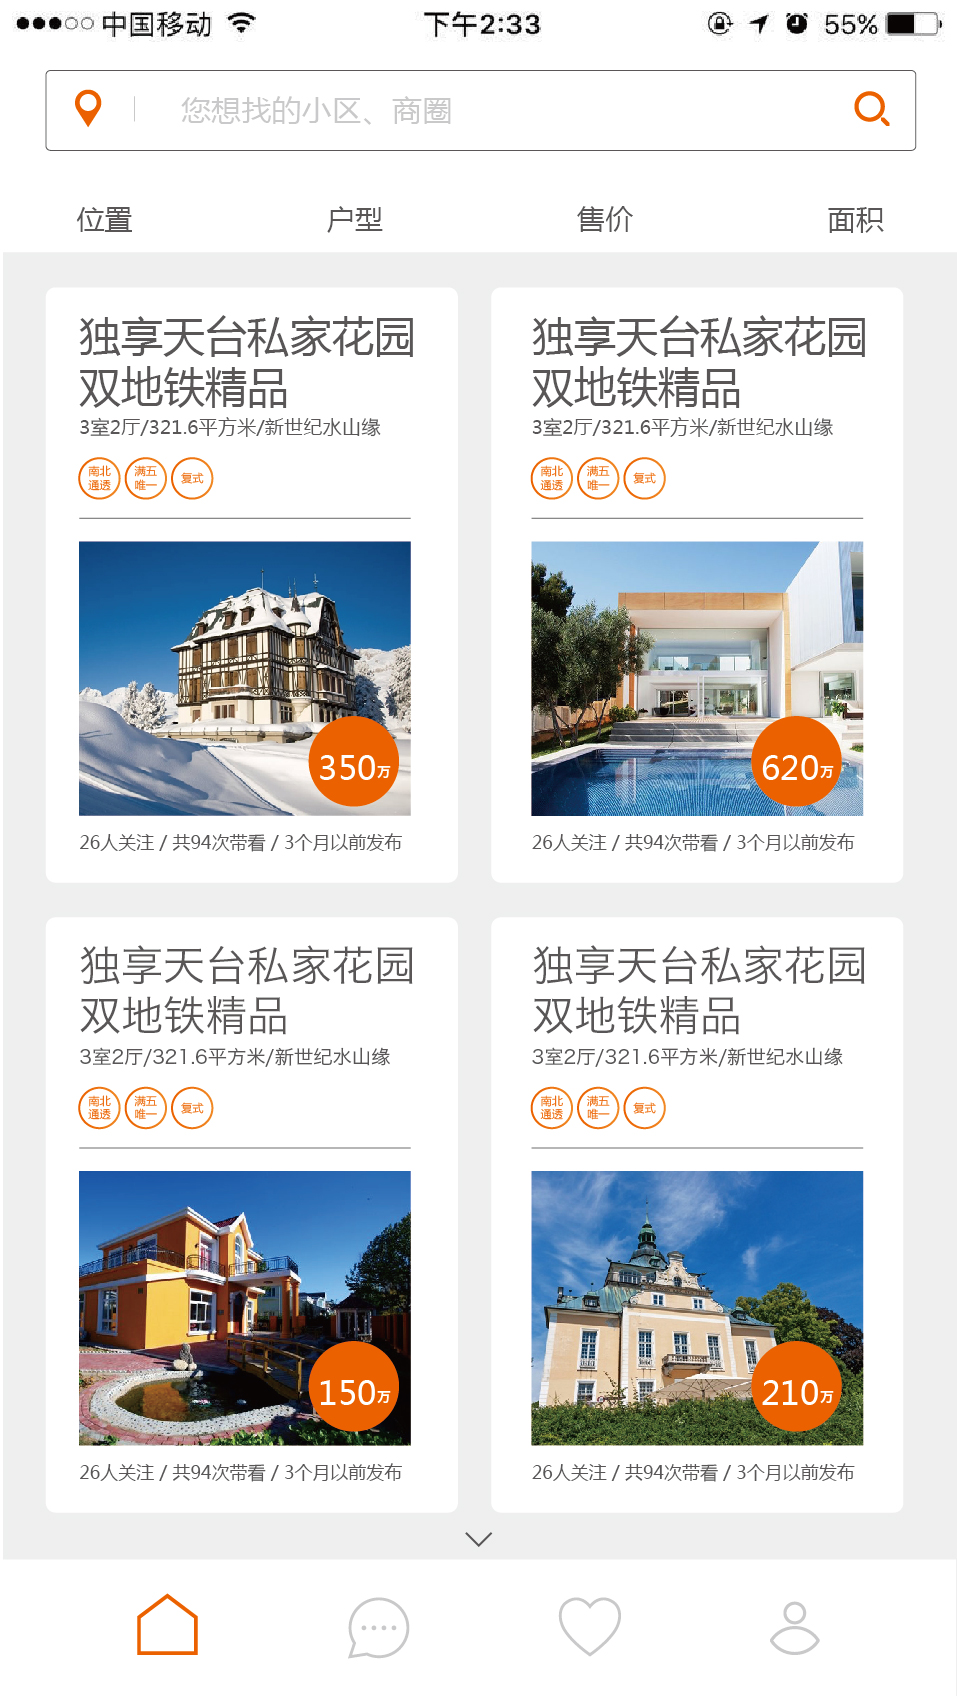 中国移动 下午2:33 55%
您想找的小区、商圈
位置 户型 售价 面积
独享天台私家花园
双地铁精品
3室2厅/321.6平方米/新世纪水山缘
南北
通透
满五
唯一
复式
350万
26人关注 / 共94次带看 / 3个月以前发布
独享天台私家花园
双地铁精品
3室2厅/321.6平方米/新世纪水山缘
南北
通透
满五
唯一
复式
620万
26人关注 / 共94次带看 / 3个月以前发布
独享天台私家花园
双地铁精品
3室2厅/321.6平方米/新世纪水山缘
南北
通透
满五
唯一
复式
150万
26人关注 / 共94次带看 / 3个月以前发布
独享天台私家花园
双地铁精品
3室2厅/321.6平方米/新世纪水山缘
南北
通透
满五
唯一
复式
210万
26人关注 / 共94次带看 / 3个月以前发布